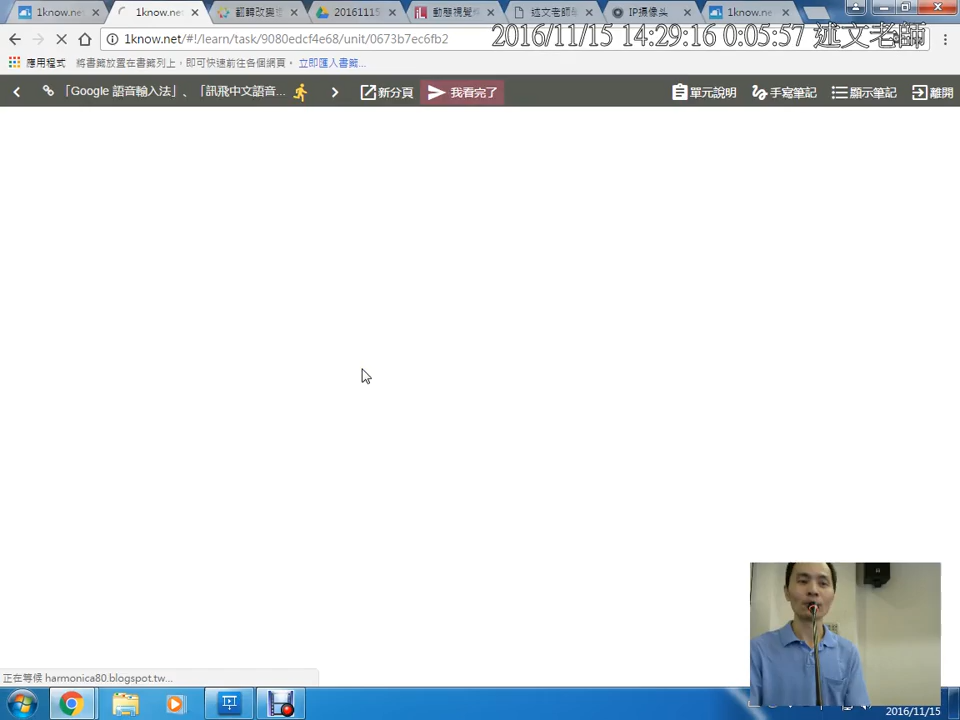 1know.ne
1know.ne
翻轉改變
20161115
動態視覺
述文老師
IP攝像头
1know.ne
1know.net/#!/learn/task/9080edcf4e68/unit/0673b7ec6fb2
2016/11/15 14:29:16 0:05:57 述文老師
應用程式 將書籤放置在書籤列上，即可快速前往各個網頁。 立即匯入書籤...
「Google 語音輸入法」、「訊飛中文語音... 新分頁 我看完了 單元說明 手寫筆記 顯示筆記 離開
正在等候 harmonica80.blogspot.tw...
2016/11/15